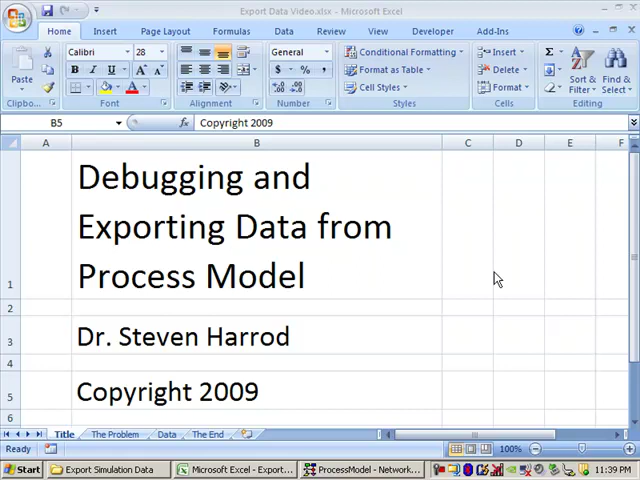 Export Data Video.xlsx - Microsoft Excel
Home Insert Page Layout Formulas Data Review View Developer Add-Ins
Paste
Calibri 28
B I U
General
$ % ,
Conditional Formatting
Format as Table
Cell Styles
Insert
Delete
Format
Σ
Sort & Filter
Find & Select
Clipboa... Font Alignment Number Styles Cells Editing
B5 fx Copyright 2009
A B C D E F
Debugging and
Exporting Data from
1 Process Model
2
3 Dr. Steven Harrod
4
5 Copyright 2009
6
Title The Problem Data The End
Ready 100%
Start Export Simulation Data Microsoft Excel - Export... ProcessModel - Network... 11:39 PM